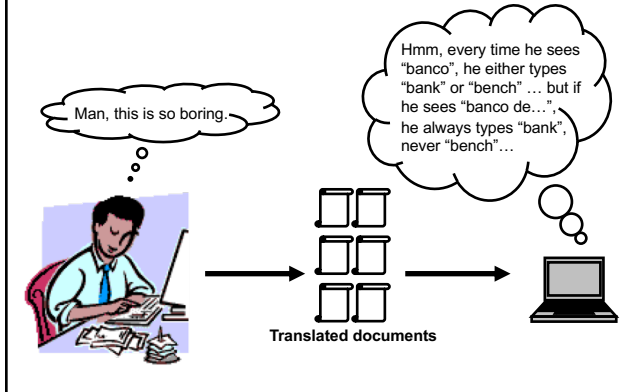 Man, this is so boring.
Hmm, every time he sees
“banco”, he either types
“bank” or “bench” … but if
he sees “banco de…”,
he always types “bank”,
never “bench”…
Translated documents